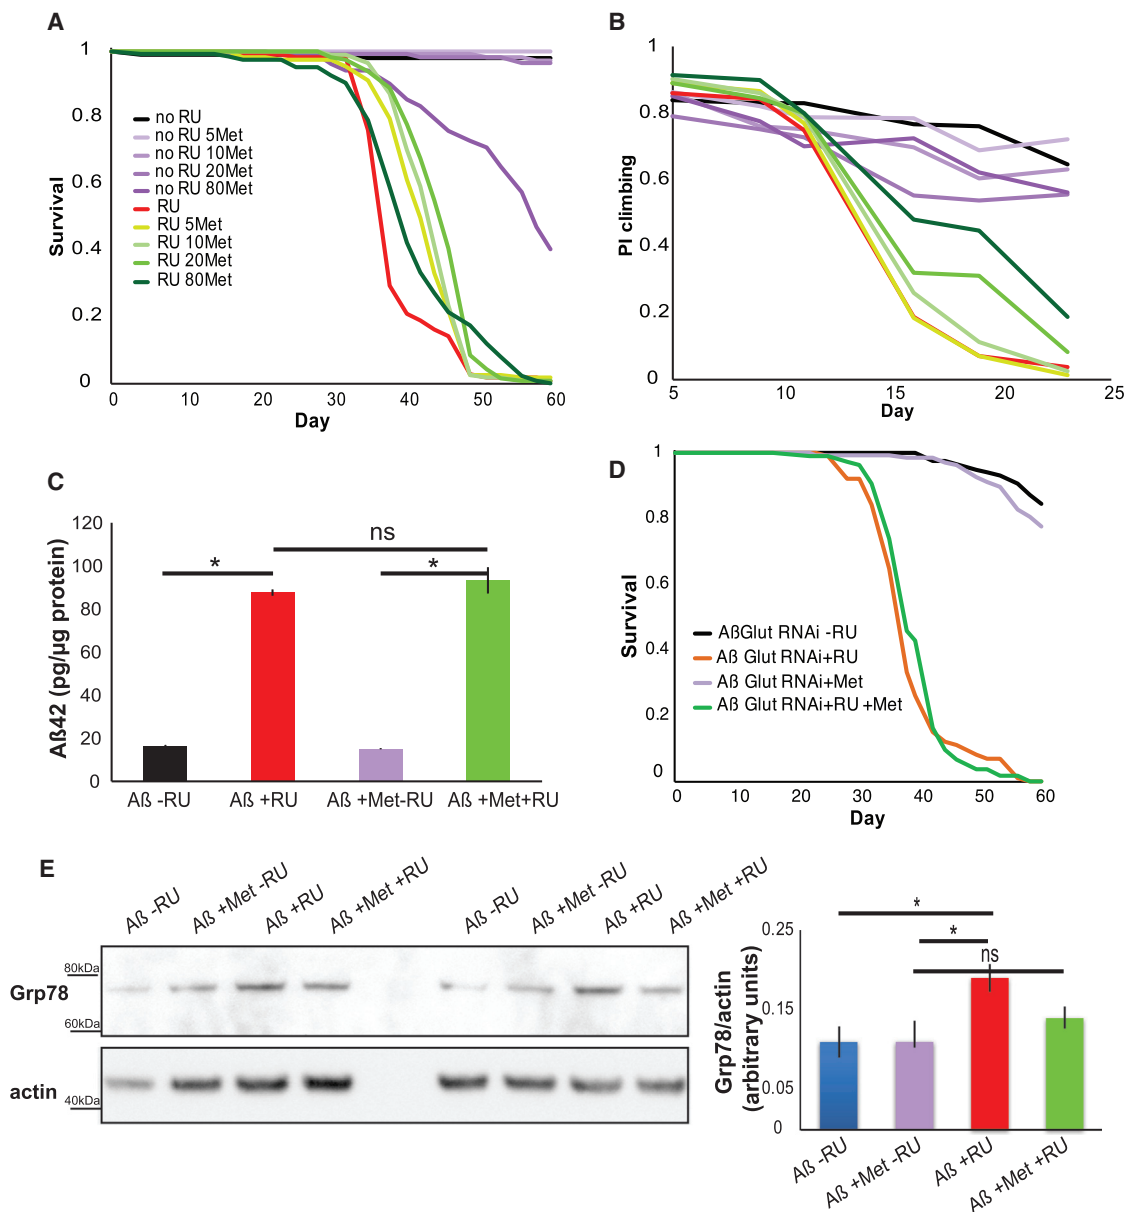 A
1
0.8
0.6
0.4
0.2
0
Survival
no RU
no RU 5Met
no RU 10Met
no RU 20Met
no RU 80Met
RU
RU 5Met
RU 10Met
RU 20Met
RU 80Met
0 10 20 30 40 50 60
Day
B
1
0.8
0.6
0.4
0.2
0
PI climbing
5 10 15 20 25
Day
C
120
100
80
60
40
20
0
Aß42 (pg/µg protein)
* ns *
Aß -RU Aß +RU Aß +Met-RU Aß +Met+RU
D
1
0.8
0.6
0.4
0.2
0
Survival
AßGlut RNAi -RU
Aß Glut RNAi+RU
Aß Glut RNAi+Met
Aß Glut RNAi+RU +Met
0 10 20 30 40 50 60
Day
E
Aß -RU Aß +Met -RU Aß +RU Aß +Met +RU Aß -RU Aß +Met -RU Aß +RU Aß +Met +RU
80kDa
Grp78
60kDa
actin
40kDa
Grp78/actin
(arbitrary units)
0.25
0.15
0.05
0
*
*
ns
Aß -RU Aß +Met -RU Aß +RU Aß +Met +RU